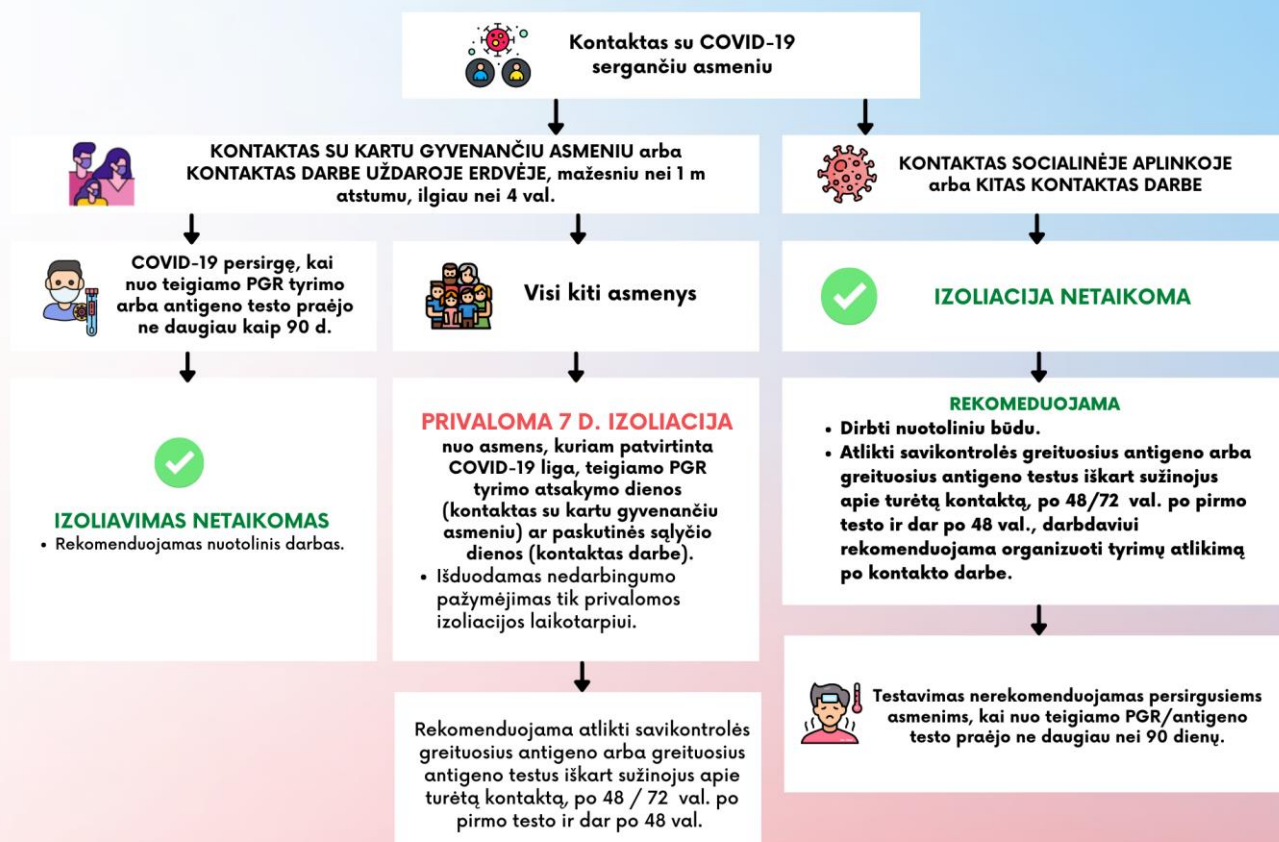 Kontaktas su COVID-19
sergančiu asmeniu
KONTAKTAS SU KARTU GYVENANČIU ASMENIU arba
KONTAKTAS DARBE UŽDAROJE ERDVĖJE, mažesniu nei 1 m
atstumu, ilgiau nei 4 val.
KONTAKTAS SOCIALINĖJE APLINKOJE
arba KITAS KONTAKTAS DARBE
COVID-19 persirgę, kai
nuo teigiamo PGR tyrimo
arba antigeno testo praėjo
ne daugiau kaip 90 d.
Visi kiti asmenys
IZOLIACIJA NETAIKOMA
IZOLIAVIMAS NETAIKOMAS
• Rekomenduojamas nuotolinis darbas.
PRIVALOMA 7 D. IZOLIACIJA
nuo asmens, kuriam patvirtinta
COVID-19 liga, teigiamo PGR
tyrimo atsakymo dienos
(kontaktas su kartu gyvenančiu
asmeniu) ar paskutinės sąlyčio
dienos (kontaktas darbe).
• Išduodamas nedarbingumo
pažymėjimas tik privalomos
izoliacijos laikotarpiui.
REKOMEDUOJAMA
• Dirbti nuotoliniu būdu.
• Atlikti savikontrolės greituosius antigeno arba
greituosius antigeno testus iškart sužinojus
apie turėtą kontaktą, po 48/72 val. po pirmo
testo ir dar po 48 val., darbdaviui
rekomenduojama organizuoti tyrimų atlikimą
po kontakto darbe.
Rekomenduojama atlikti savikontrolės
greituosius antigeno arba greituosius
antigeno testus iškart sužinojus apie
turėtą kontaktą, po 48 / 72 val. po
pirmo testo ir dar po 48 val.
Testavimas nerekomenduojamas persirgusiems
asmenims, kai nuo teigiamo PGR/antigeno
testo praėjo ne daugiau nei 90 dienų.